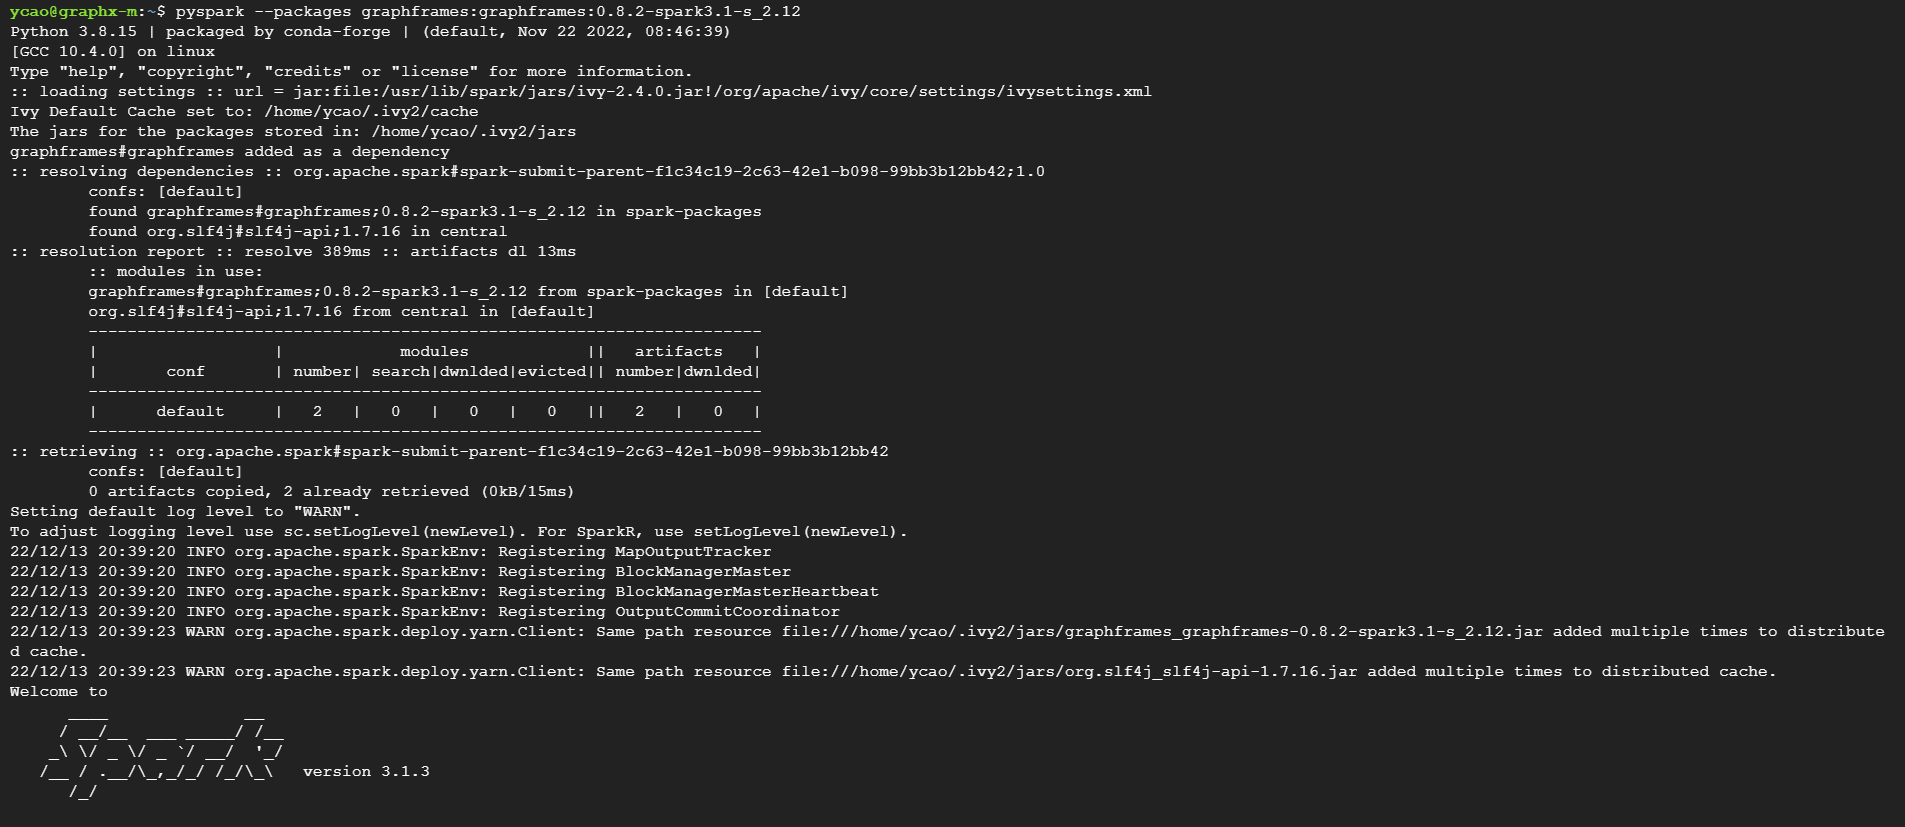 ycao@graphx-m:~$ pyspark --packages graphframes:graphframes:0.8.2-spark3.1-s_2.12
Python 3.8.15 | packaged by conda-forge | (default, Nov 22 2022, 08:46:39)
[GCC 10.4.0] on linux
Type "help", "copyright", "credits" or "license" for more information.
:: loading settings :: url = jar:file:/usr/lib/spark/jars/ivy-2.4.0.jar!/org/apache/ivy/core/settings/ivysettings.xml
Ivy Default Cache set to: /home/ycao/.ivy2/cache
The jars for the packages stored in: /home/ycao/.ivy2/jars
graphframes#graphframes added as a dependency
:: resolving dependencies :: org.apache.spark#spark-submit-parent-f1c34c19-2c63-42e1-b098-99bb3b12bb42;1.0
        confs: [default]
        found graphframes#graphframes;0.8.2-spark3.1-s_2.12 in spark-packages
        found org.slf4j#slf4j-api;1.7.16 in central
:: resolution report :: resolve 389ms :: artifacts dl 13ms
        :: modules in use:
        graphframes#graphframes;0.8.2-spark3.1-s_2.12 from spark-packages in [default]
        org.slf4j#slf4j-api;1.7.16 from central in [default]
        ---------------------------------------------------------------------
        |                  |            modules            ||   artifacts   |
        |       conf       | number| search|dwnlded|evicted|| number|dwnlded|
        ---------------------------------------------------------------------
        |      default     |   2   |   0   |   0   |   0   ||   2   |   0   |
        ---------------------------------------------------------------------
:: retrieving :: org.apache.spark#spark-submit-parent-f1c34c19-2c63-42e1-b098-99bb3b12bb42
        confs: [default]
        0 artifacts copied, 2 already retrieved (0kB/15ms)
Setting default log level to "WARN".
To adjust logging level use sc.setLogLevel(newLevel). For SparkR, use setLogLevel(newLevel).
22/12/13 20:39:20 INFO org.apache.spark.SparkEnv: Registering MapOutputTracker
22/12/13 20:39:20 INFO org.apache.spark.SparkEnv: Registering BlockManagerMaster
22/12/13 20:39:20 INFO org.apache.spark.SparkEnv: Registering BlockManagerMasterHeartbeat
22/12/13 20:39:20 INFO org.apache.spark.SparkEnv: Registering OutputCommitCoordinator
22/12/13 20:39:23 WARN org.apache.spark.deploy.yarn.Client: Same path resource file:///home/ycao/.ivy2/jars/graphframes_graphframes-0.8.2-spark3.1-s_2.12.jar added multiple times to distribute
d cache.
22/12/13 20:39:23 WARN org.apache.spark.deploy.yarn.Client: Same path resource file:///home/ycao/.ivy2/jars/org.slf4j_slf4j-api-1.7.16.jar added multiple times to distributed cache.
Welcome to
      ____              __
     / __/__  ___ _____/ /__
    _\ \/ _ \/ _ `/ __/  '_/
   /__ / .__/\_,_/_/ /_/\_\   version 3.1.3
      /_/